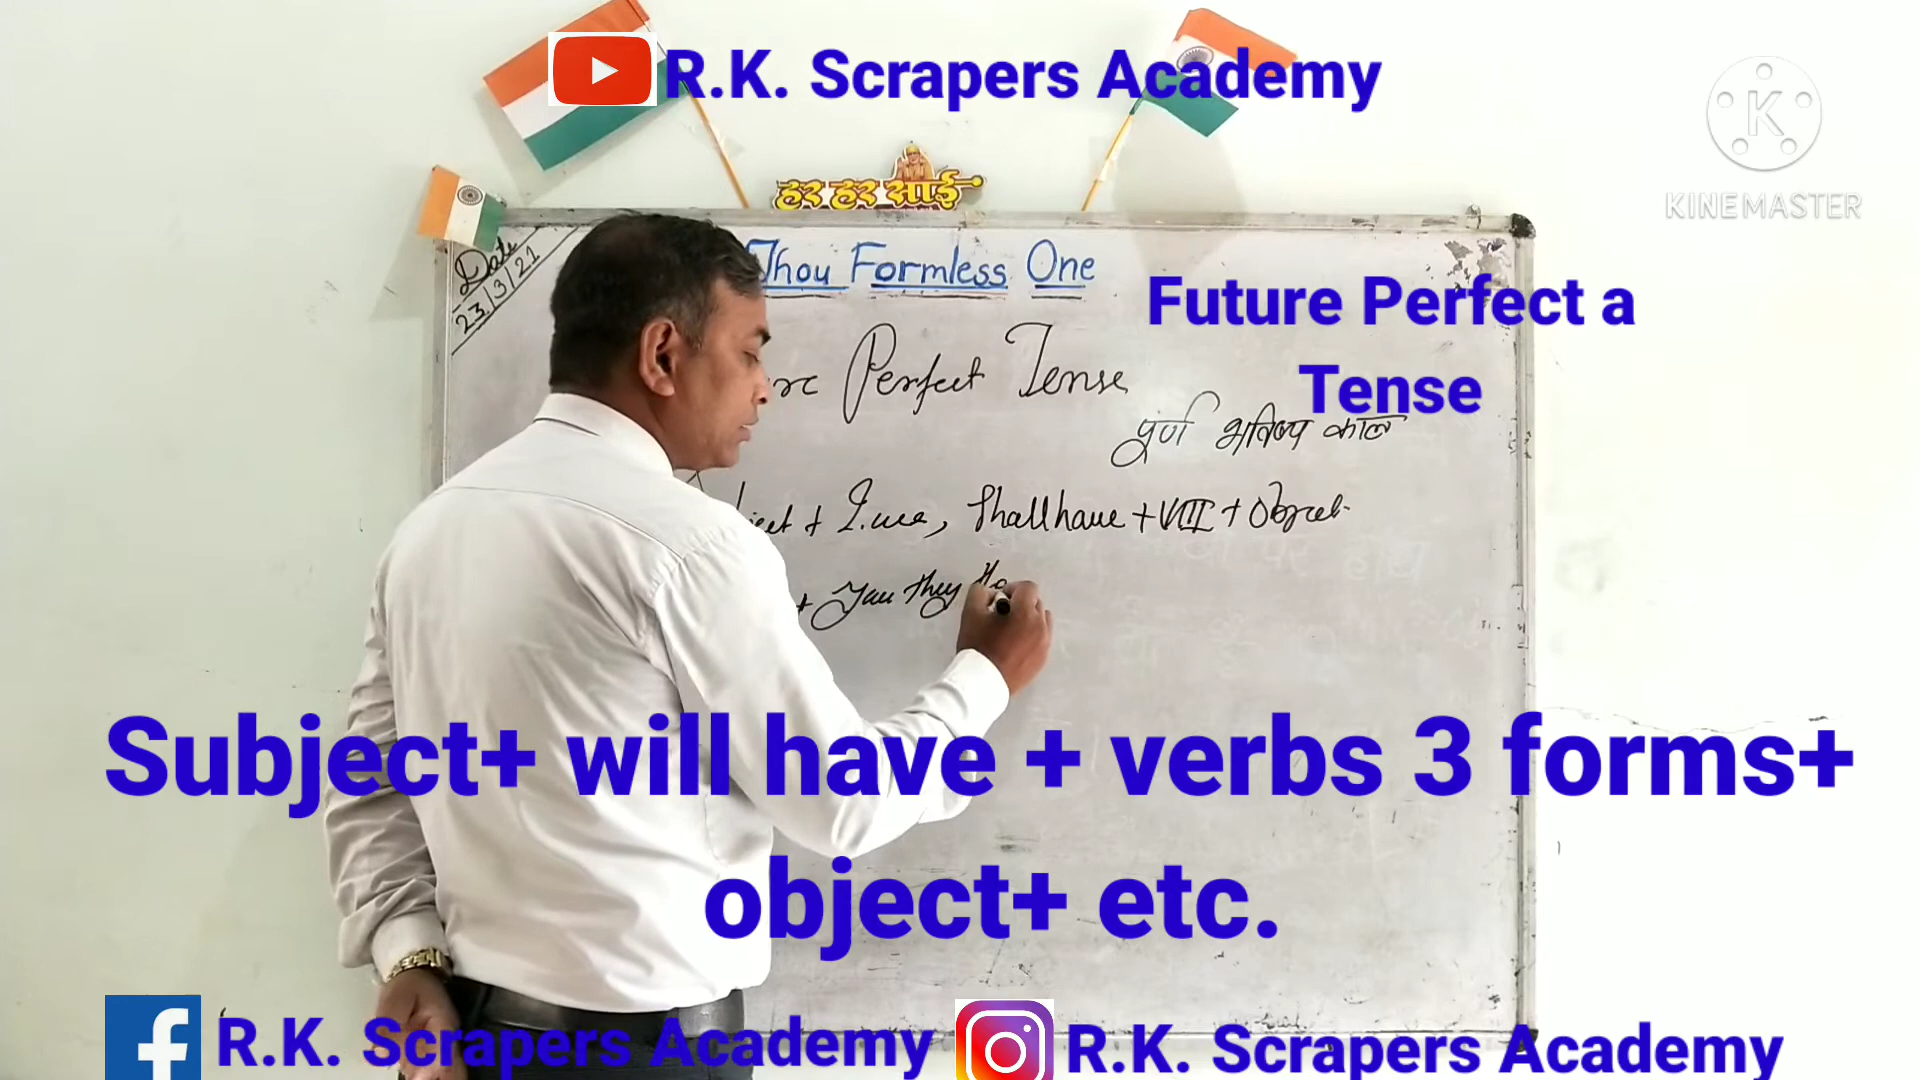 R.K. Scrapers Academy
KINEMASTER
हर हर साई
Date
23/3/21
Thou Formless One
Future Perfect a
Tense
Perfect Tense
पूर्ण भविष्य काल
+ I.we, Shall have + VIII + Object
+ You They
Subject+ will have + verbs 3 forms+
object+ etc.
R.K. Scrapers Academy
R.K. Scrapers Academy